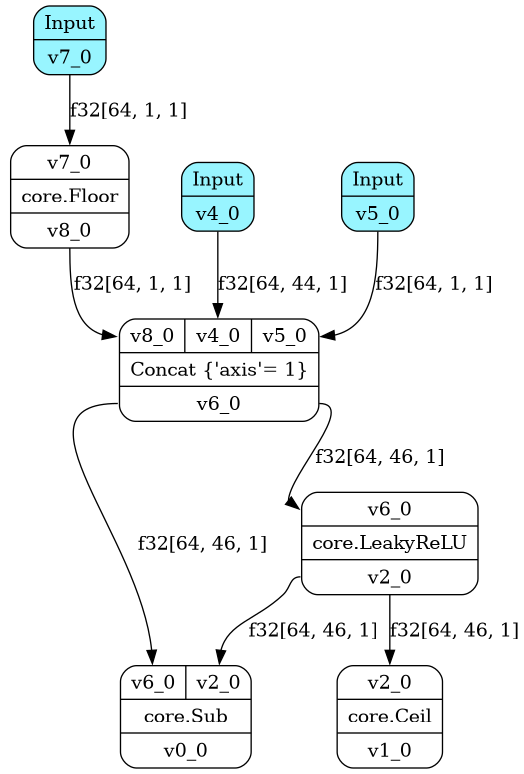 Input
v7_0
f32[64, 1, 1]
v7_0
core.Floor
v8_0
Input
v4_0
Input
v5_0
f32[64, 1, 1]
f32[64, 44, 1]
f32[64, 1, 1]
v8_0 v4_0 v5_0
Concat {'axis'= 1}
v6_0
f32[64, 46, 1]
v6_0
core.LeakyReLU
v2_0
f32[64, 46, 1]
f32[64, 46, 1]
f32[64, 46, 1]
v6_0 v2_0
core.Sub
v0_0
v2_0
core.Ceil
v1_0